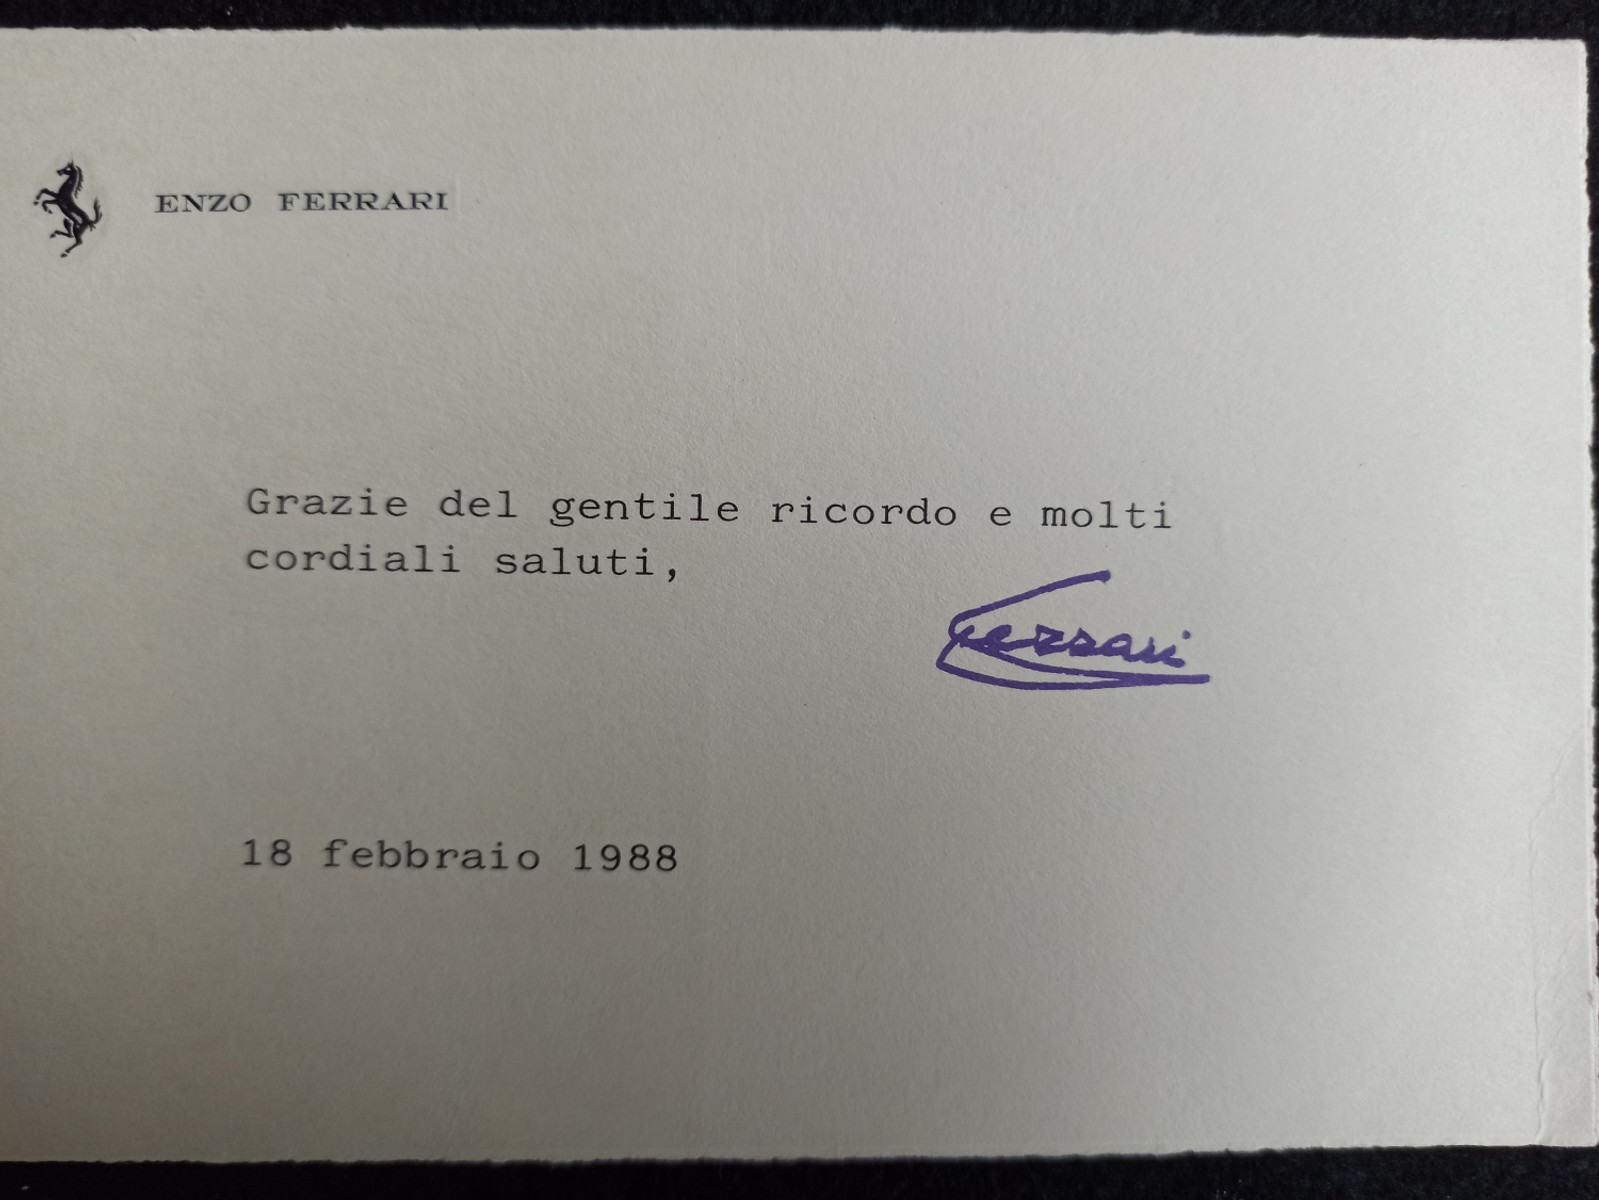 ENZO FERRARI
Grazie del gentile ricordo e molti
cordiali saluti,
Ferrari
18 febbraio 1988